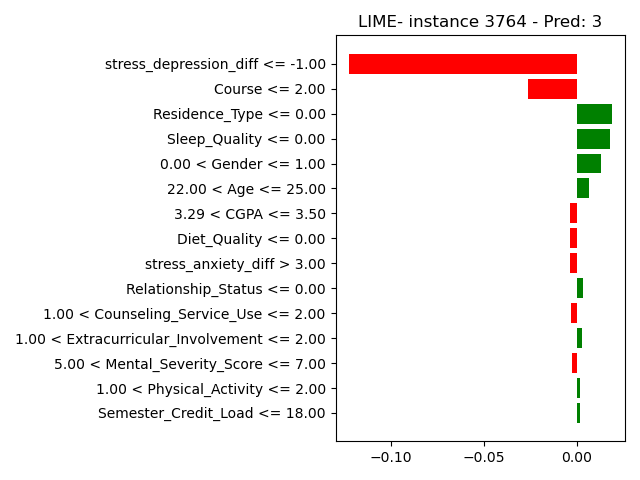 LIME- instance 3764 - Pred: 3
stress_depression_diff <= -1.00
Course <= 2.00
Residence_Type <= 0.00
Sleep_Quality <= 0.00
0.00 < Gender <= 1.00
22.00 < Age <= 25.00
3.29 < CGPA <= 3.50
Diet_Quality <= 0.00
stress_anxiety_diff > 3.00
Relationship_Status <= 0.00
1.00 < Counseling_Service_Use <= 2.00
1.00 < Extracurricular_Involvement <= 2.00
5.00 < Mental_Severity_Score <= 7.00
1.00 < Physical_Activity <= 2.00
Semester_Credit_Load <= 18.00
−0.10 −0.05 0.00